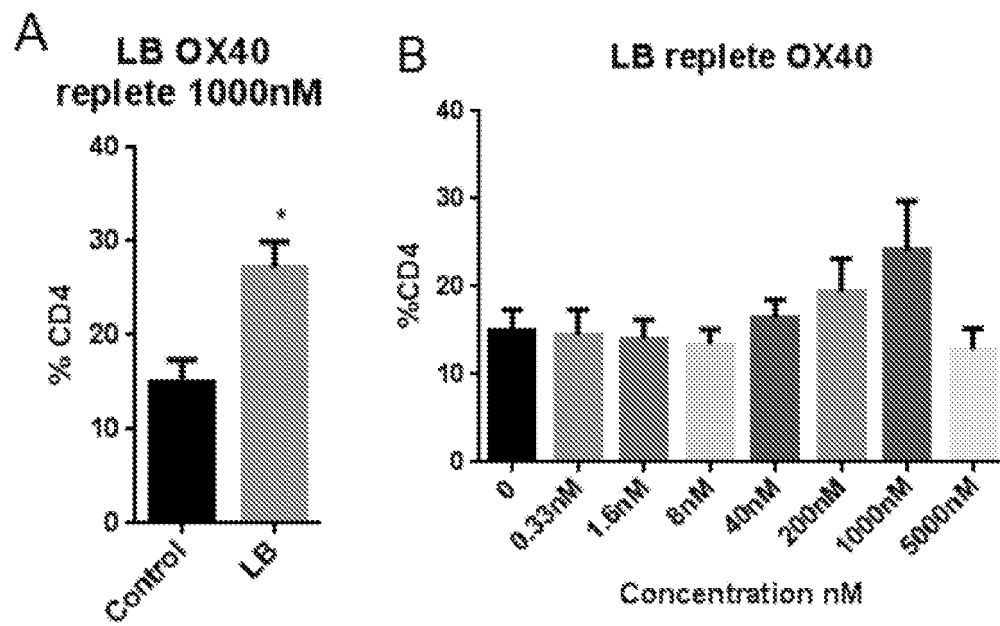 A
LB OX40
replete 1000nM
40
30
20
10
0
% CD4
*
Control
LB
B
LB replete OX40
40
30
20
10
0
%CD4
0
0.33nM
1.6nM
8nM
40nM
200nM
1000nM
5000nM
Concentration nM